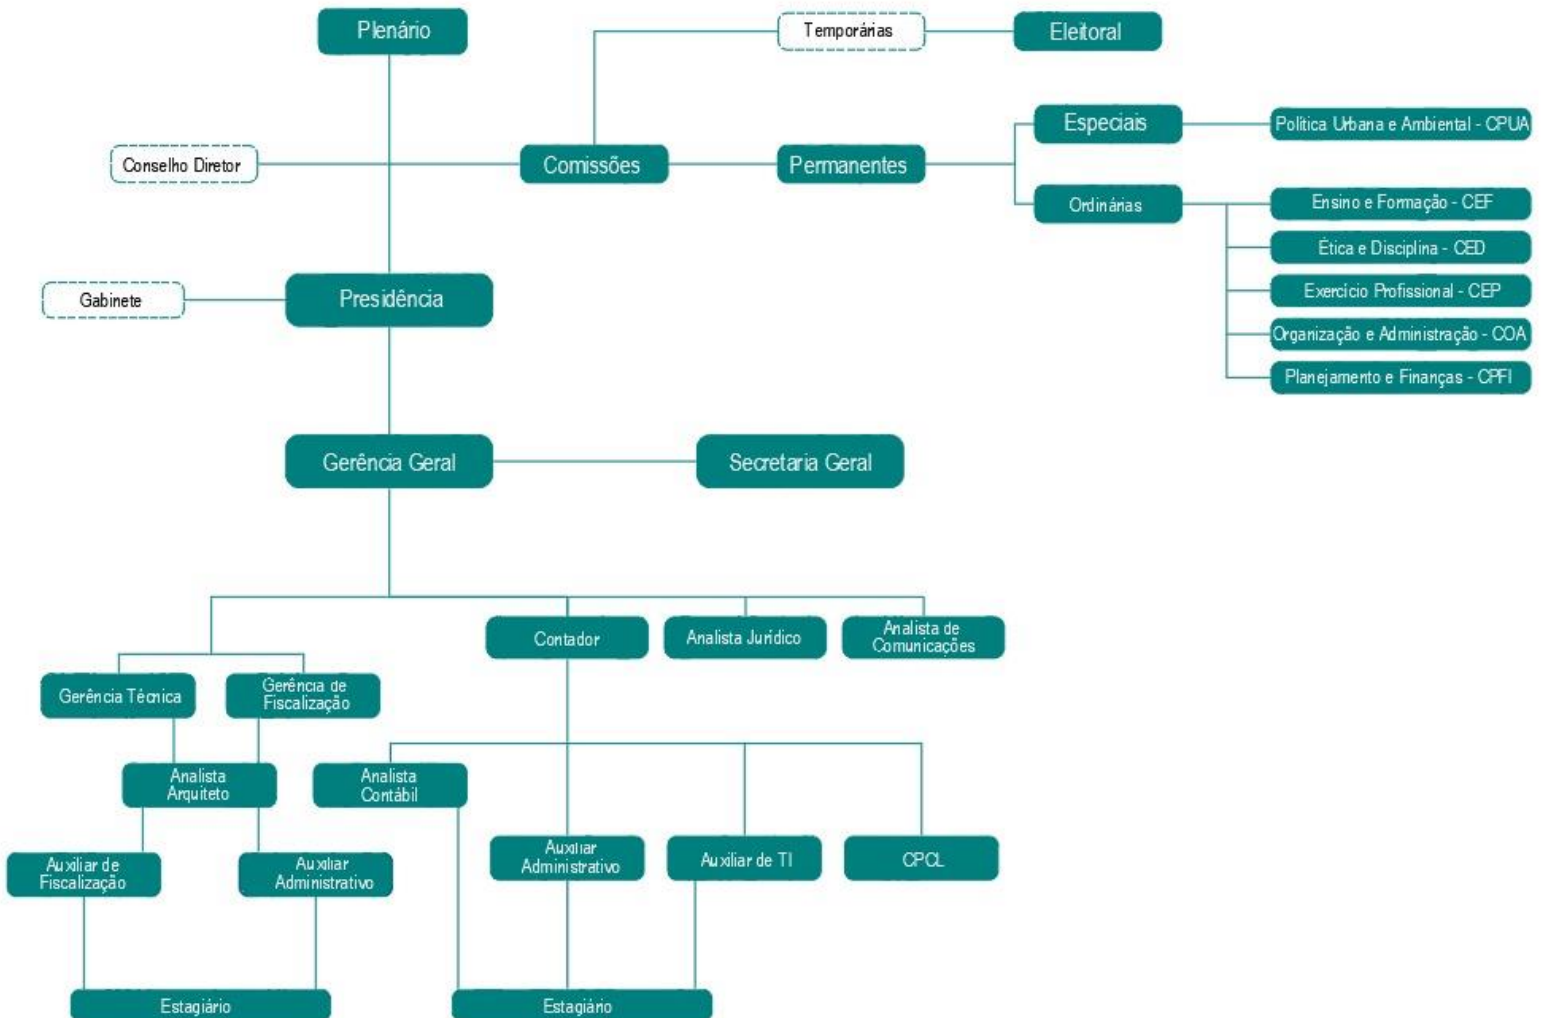 Plenário
Temporárias
Eleitoral
Especiais
Política Urbana e Ambiental - CPUA
Conselho Diretor
Comissões
Permanentes
Ordinárias
Ensino e Formação - CEF
Ética e Disciplina - CED
Exercício Profissional - CEP
Organização e Administração - COA
Planejamento e Finanças - CPFI
Gabinete
Presidência
Gerência Geral
Secretaria Geral
Contador
Analista Jurídico
Analista de
Comunicações
Gerência Técnica
Gerência de
Fiscalização
Analista
Arquiteto
Analista
Contábil
Auxiliar de
Fiscalização
Auxiliar
Administrativo
Auxiliar
Administrativo
Auxiliar de TI
CPCL
Estagiário
Estagiário